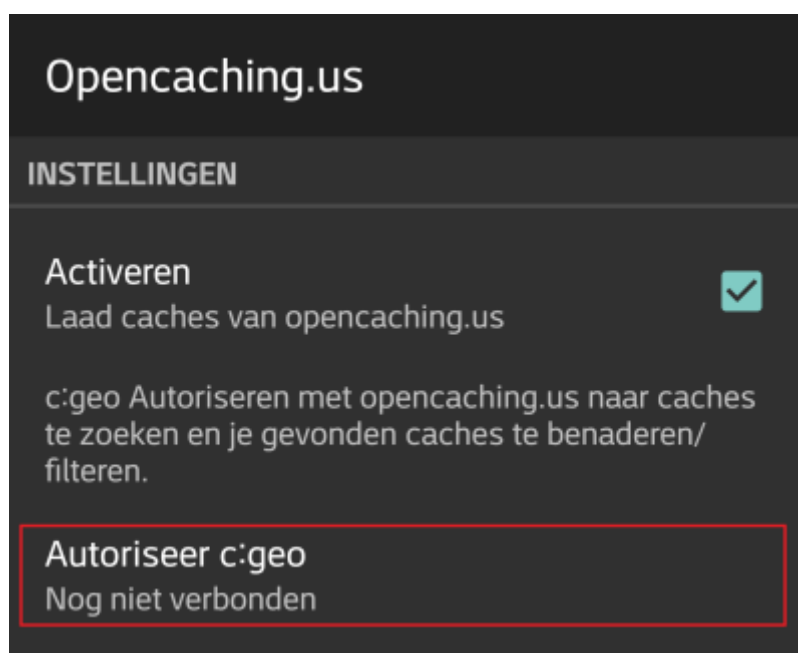 Opencaching.us
INSTELLINGEN
Activeren
Laad caches van opencaching.us
c:geo Autoriseren met opencaching.us naar caches
te zoeken en je gevonden caches te benaderen/
filteren.
Autoriseer c:geo
Nog niet verbonden